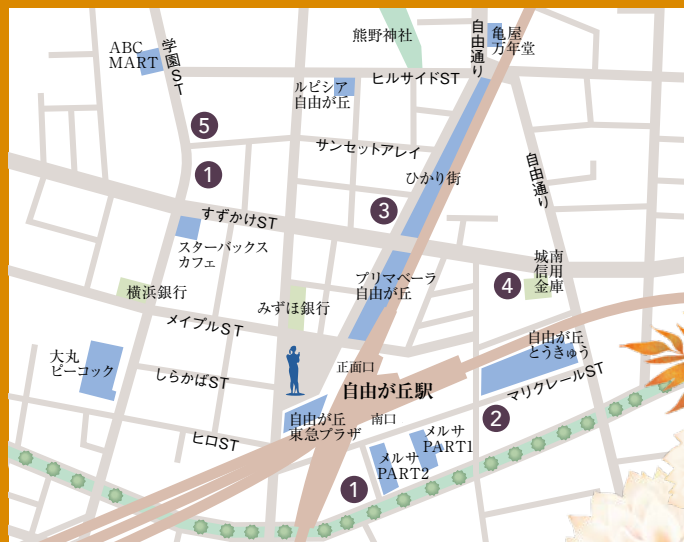 ABC
MART
学園ST
熊野神社
自由通り
亀屋
万年堂
ルピシア
自由が丘
ヒルサイドST
5
サンセットアレイ
1
ひかり街
自由通り
3
すずかけST
スターバックス
カフェ
プリマベーラ
自由が丘
4
城南
信用
金庫
横浜銀行
みずほ銀行
メイプルST
自由が丘
とうきゅう
大丸
ピーコック
しらかばST
正面口
自由が丘駅
マリクレールST
自由が丘
東急プラザ
南口
2
ヒロST
メルサ
PART1
メルサ
PART2
1